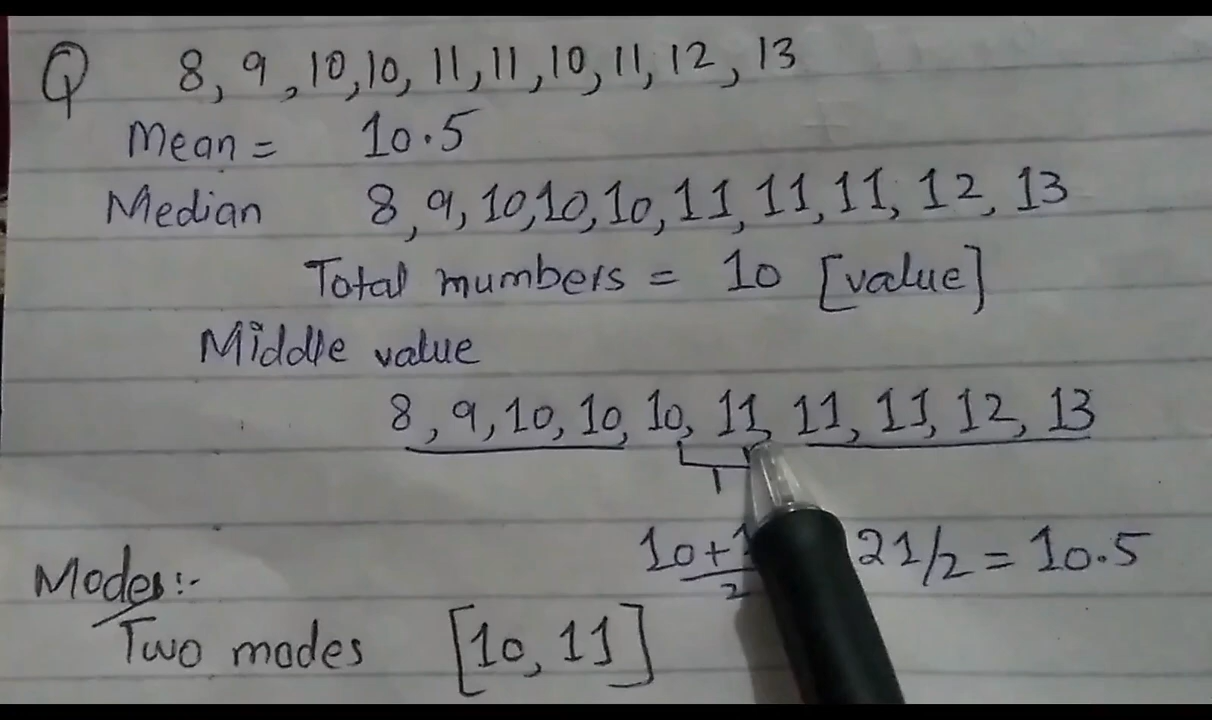 Q 8, 9, 10, 10, 11, 11, 10, 11, 12, 13
Mean = 10.5
Median 8, 9, 10, 10, 10, 11, 11, 11, 12, 13
Total numbers = 10 [value]
Middle value
8, 9, 10, 10, 10, 11, 11, 11, 12, 13
10+ 21/2 = 10.5
2
Modes:-
Two modes [10, 11]